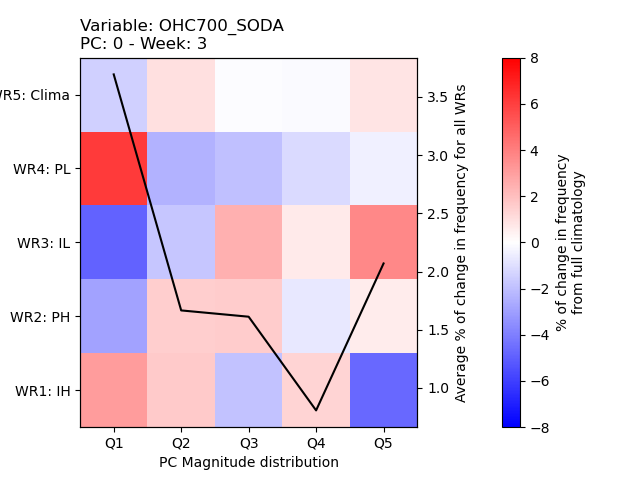 Variable: OHC700_SODA
PC: 0 - Week: 3
WR5: Clima
WR4: PL
WR3: IL
WR2: PH
WR1: IH
Q1 Q2 Q3 Q4 Q5
PC Magnitude distribution
3.5
3.0
2.5
2.0
1.5
1.0
Average % of change in frequency for all WRs
8
6
4
2
0
−2
−4
−6
−8
% of change in frequency
from full climatology